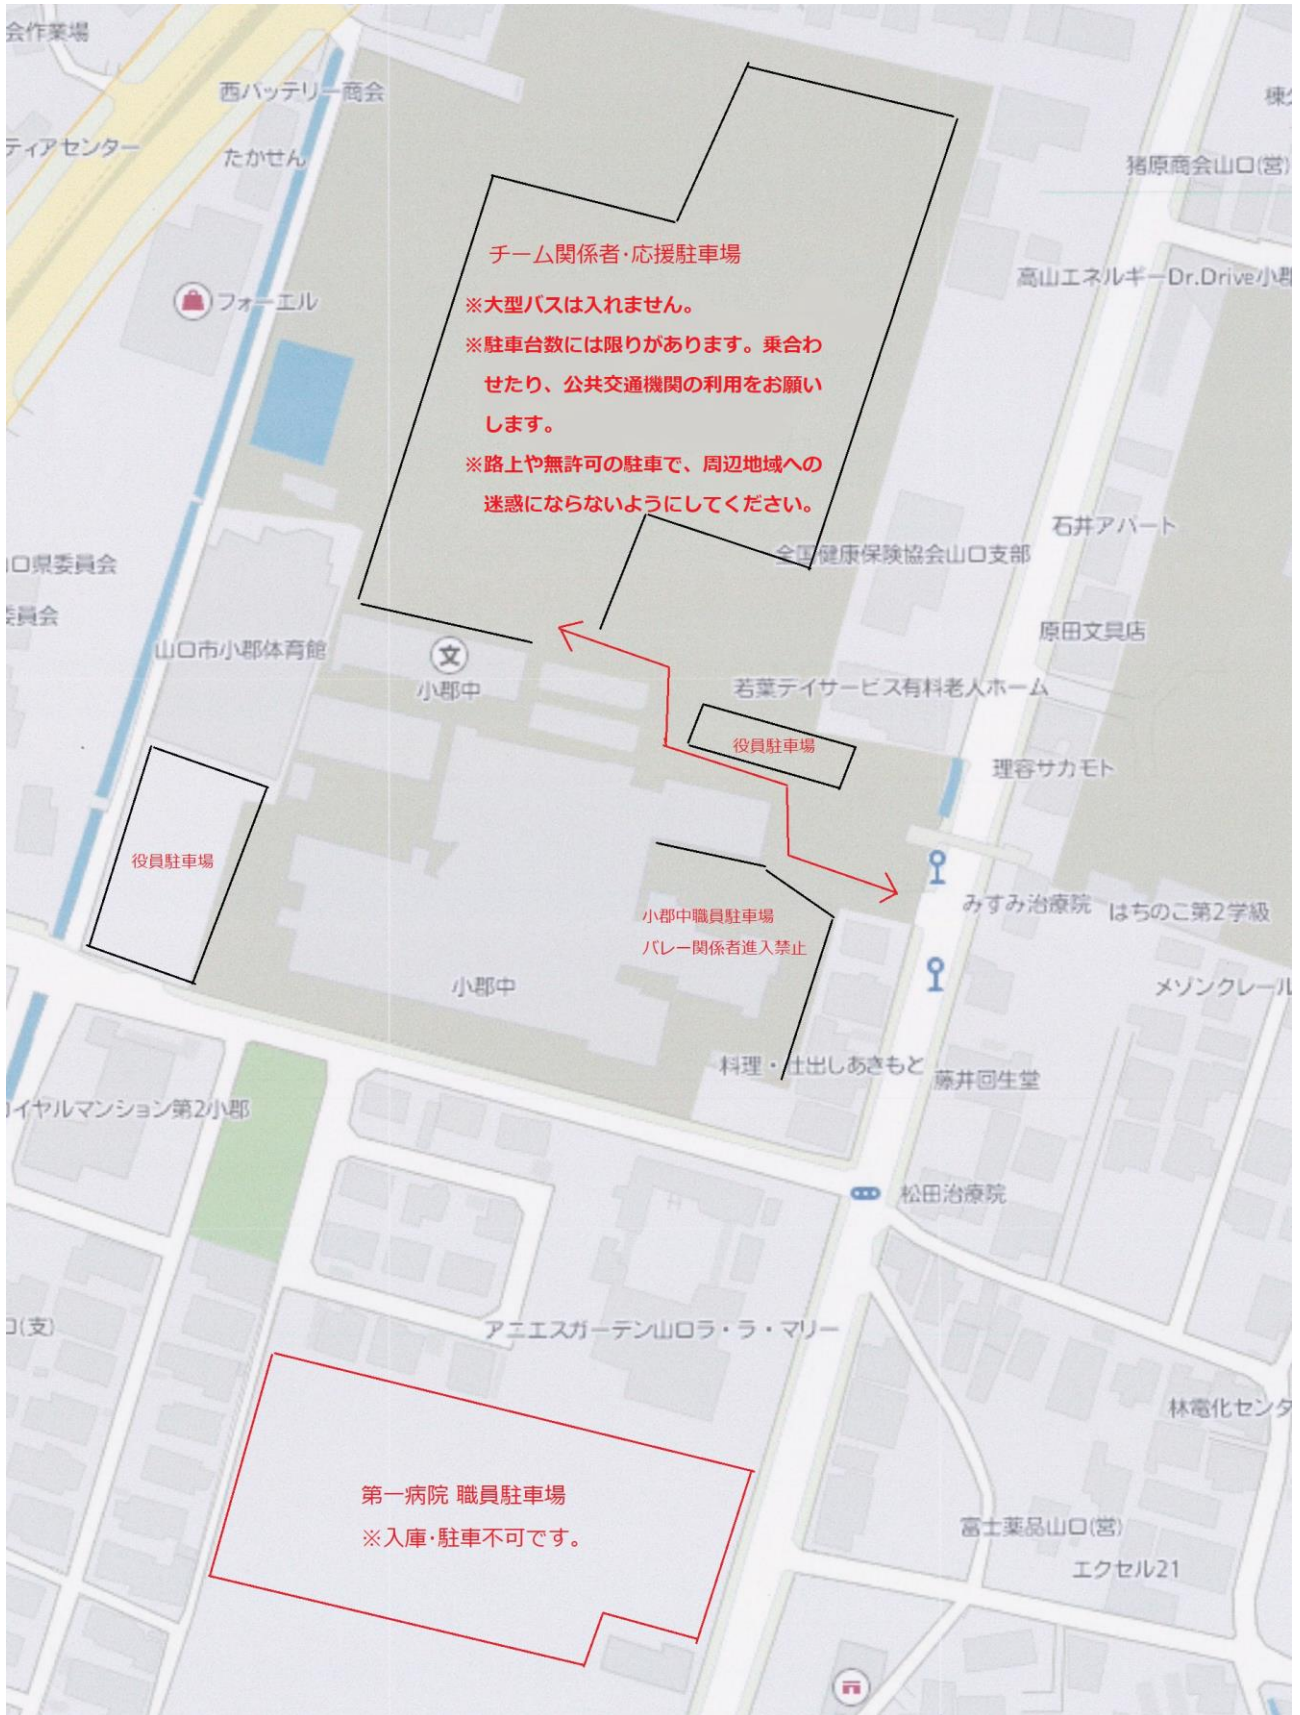 会作業場
西バッテリー商会
ティアセンター
たかせん
猪原商会山口(営)
高山エネルギーDr.Drive小郡
フォーエル
チーム関係者・応援駐車場
※大型バスは入れません。
※駐車台数には限りがあります。乗合わ
せたり、公共交通機関の利用をお願い
します。
※路上や無許可の駐車で、周辺地域への
迷惑にならないようにしてください。
石井アパート
全国健康保険協会山口支部
口県委員会
委員会
原田文具店
山口市小郡体育館
文
小郡中
若葉デイサービス有料老人ホーム
役員駐車場
理容サカモト
役員駐車場
みすみ治療院
はちのこ第2学級
小郡中職員駐車場
バレー関係者進入禁止
小郡中
メゾンクレール
料理・仕出しあきもと
藤井回生堂
イヤルマンション第2小郡
松田治療院
口(支)
アニエスガーデン山口ラ・ラ・マリー
林電化センタ
第一病院 職員駐車場
※入庫・駐車不可です。
富士薬品山口(営)
エクセル21